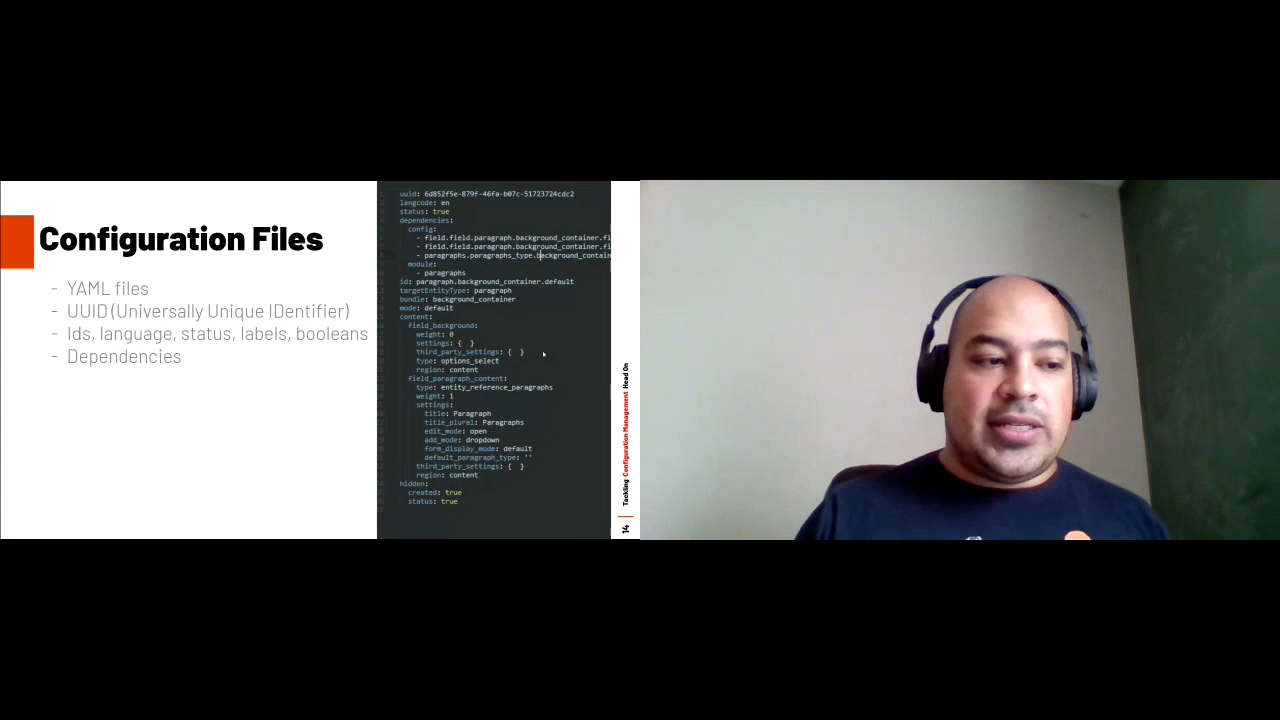 Configuration Files
- YAML files
- UUID (Universally Unique IDentifier)
- Ids, language, status, labels, booleans
- Dependencies
uuid: 6d852f5e-879f-46fa-b07c-51723724cdc2
langcode: en
status: true
dependencies:
config:
- field.field.paragraph.background_container.fi
- field.field.paragraph.background_container.fi
- paragraphs.paragraphs_type.background_contain
module:
- paragraphs
id: paragraph.background_container.default
targetEntityType: paragraph
bundle: background_container
mode: default
content:
field_background:
weight: 0
settings: { }
third_party_settings: { }
type: options_select
region: content
field_paragraph_content:
type: entity_reference_paragraphs
weight: 1
settings:
title: Paragraph
title_plural: Paragraphs
edit_mode: open
add_mode: dropdown
form_display_mode: default
default_paragraph_type: ''
third_party_settings: { }
region: content
hidden:
created: true
status: true
14 Tackling Configuration Management Head On